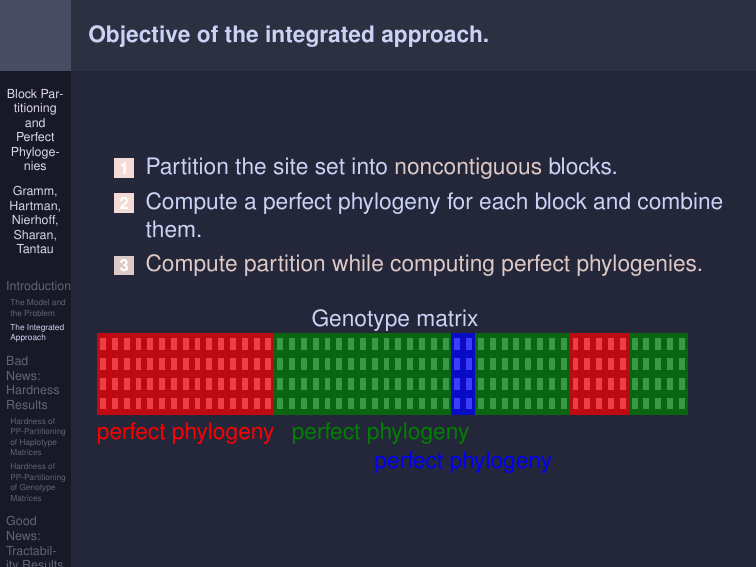 Objective of the integrated approach.
Block Par-
titioning
and
Perfect
Phyloge-
nies
Gramm,
Hartman,
Nierhoff,
Sharan,
Tantau
Introduction
The Model and
the Problem
The Integrated
Approach
Bad
News:
Hardness
Results
Hardness of
PP-Partitioning
of Haplotype
Matrices
Hardness of
PP-Partitioning
of Genotype
Matrices
Good
News:
Tractabil-
ity Results
1 Partition the site set into noncontiguous blocks.
2 Compute a perfect phylogeny for each block and combine
them.
3 Compute partition while computing perfect phylogenies.
Genotype matrix
perfect phylogeny perfect phylogeny
perfect phylogeny